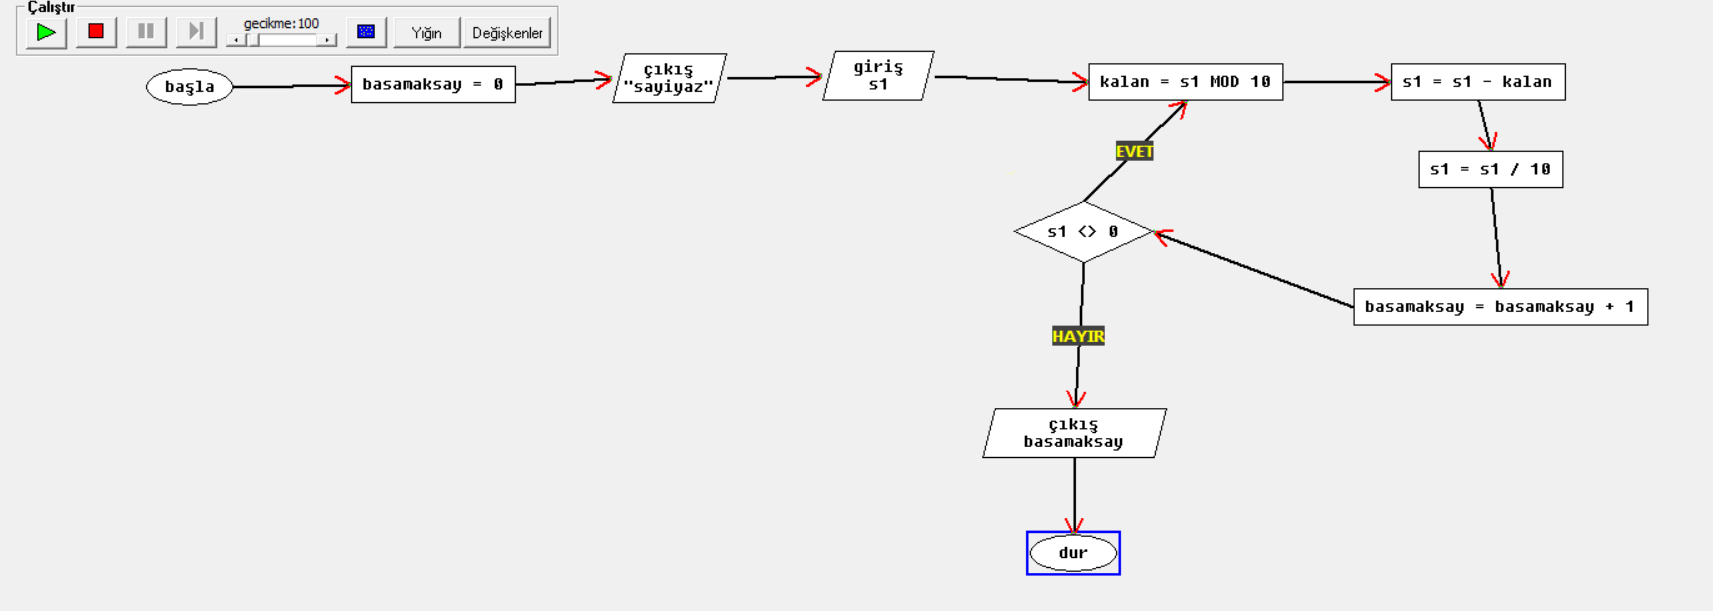 Çalıştır
gecikme:100
Yığın
Değişkenler
başla
basamaksay = 0
çıkış
"sayiyaz"
giriş
s1
kalan = s1 MOD 10
s1 = s1 - kalan
EVET
s1 = s1 / 10
s1 <> 0
basamaksay = basamaksay + 1
HAYIR
çıkış
basamaksay
dur